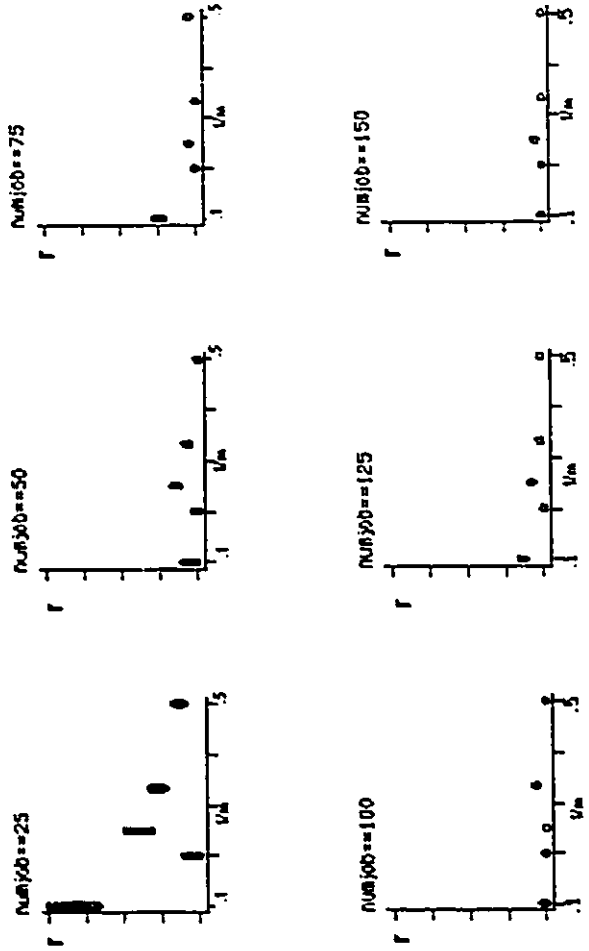 numjob==25
r
.1
1/m
.5
numjob==50
r
.1
1/m
.5
numjob==75
r
.1
1/m
.5
numjob==100
r
.1
1/m
.5
numjob==125
r
.1
1/m
.5
numjob==150
r
.1
1/m
.5